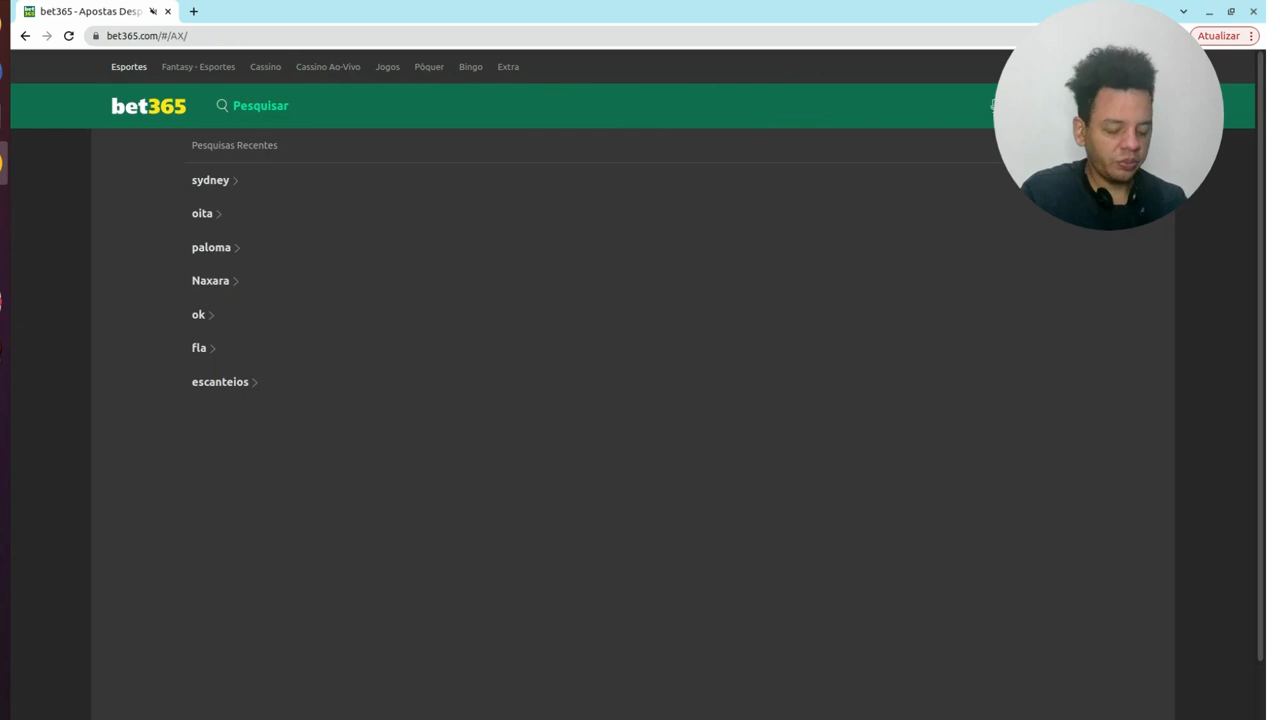 bet365 - Apostas Desp
bet365.com/#/AX/
Atualizar
Esportes Fantasy - Esportes Cassino Cassino Ao-Vivo Jogos Pôquer Bingo Extra
bet365 Pesquisar
Pesquisas Recentes
sydney
oita
paloma
Naxara
ok
fla
escanteios